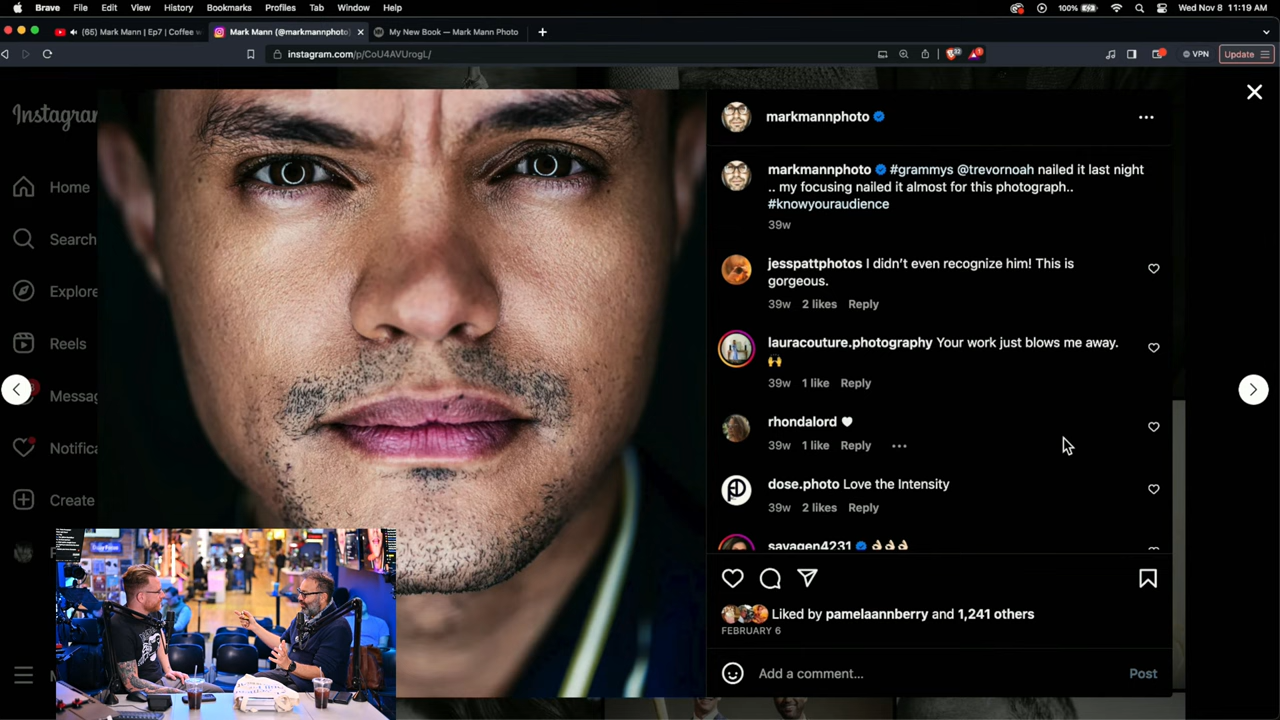 Brave File Edit View History Bookmarks Profiles Tab Window Help 100% Wed Nov 8 11:19 AM
(65) Mark Mann | Ep7 | Coffee w Mark Mann (@markmannphoto) My New Book — Mark Mann Photo
instagram.com/p/CoU4AVUrogL/ VPN Update
Instagram
Home
Search
Explore
Reels
Messag
Notifica
Create
markmannphoto
markmannphoto #grammys @trevornoah nailed it last night
.. my focusing nailed it almost for this photograph..
#knowyouraudience
39w
jesspattphotos I didn’t even recognize him! This is
gorgeous.
39w 2 likes Reply
lauracouture.photography Your work just blows me away.
🙌
39w 1 like Reply
rhondalord 🤍
39w 1 like Reply
dose.photo Love the Intensity
39w 2 likes Reply
savagen4231 👌🏼👌🏼👌🏼
Liked by pamelaannberry and 1,241 others
FEBRUARY 6
Add a comment... Post